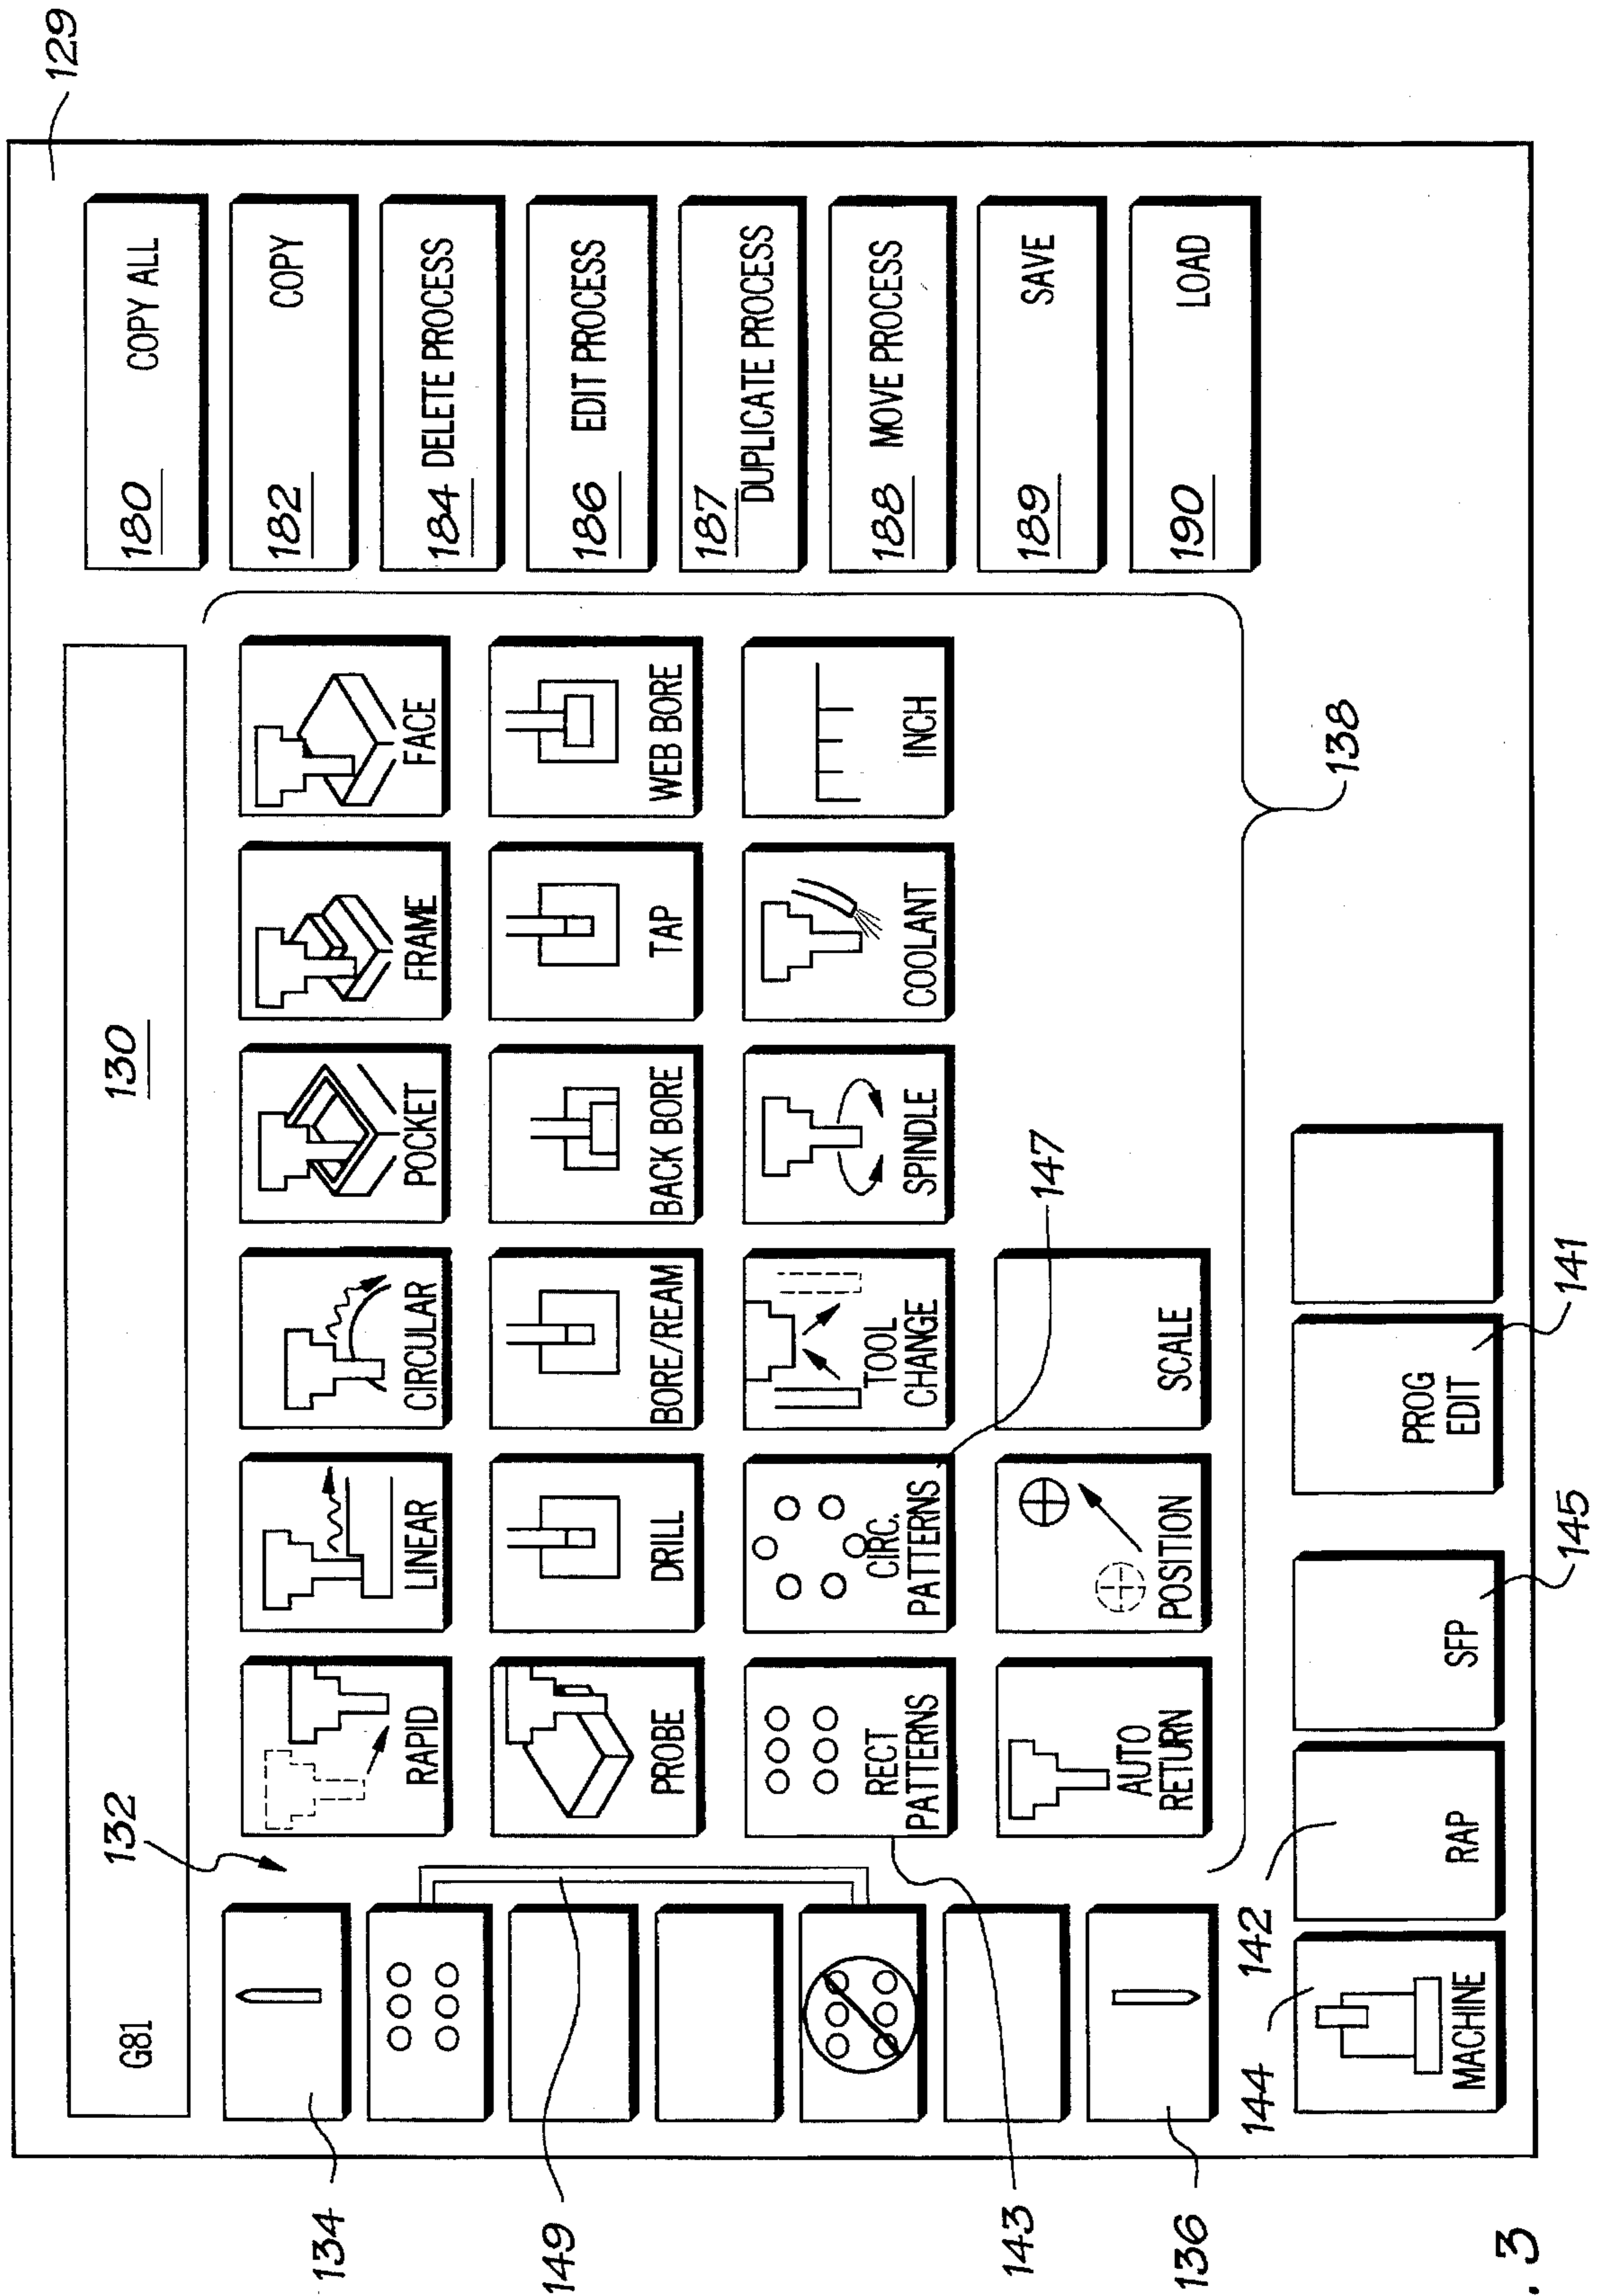 129
G81
130
180 COPY ALL
132
134
RAPID
LINEAR
CIRCULAR
POCKET
FRAME
FACE
182 COPY
184 DELETE PROCESS
149
PROBE
DRILL
BORE/REAM
BACK BORE
TAP
WEB BORE
186 EDIT PROCESS
187
DUPLICATE PROCESS
143
RECT
PATTERNS
CIRC.
PATTERNS
TOOL
CHANGE
SPINDLE
COOLANT
INCH
188 MOVE PROCESS
189 SAVE
147
136
AUTO
RETURN
POSITION
SCALE
190 LOAD
138
144
142
MACHINE
RAP
SFP
PROG
EDIT
145
141
. 3